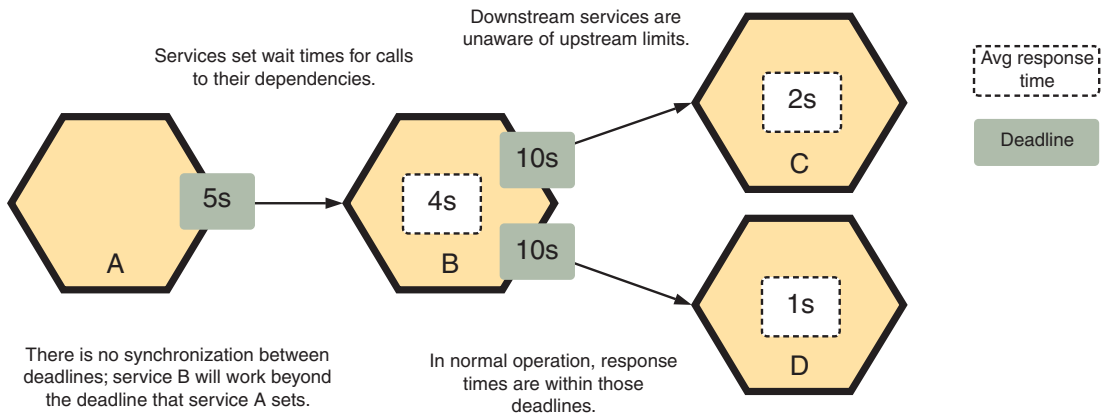 Downstream services are
unaware of upstream limits.
Services set wait times for calls
to their dependencies.
Avg response
time
Deadline
2s
C
10s
5s
4s
10s
A
B
1s
D
There is no synchronization between
deadlines; service B will work beyond
the deadline that service A sets.
In normal operation, response
times are within those
deadlines.